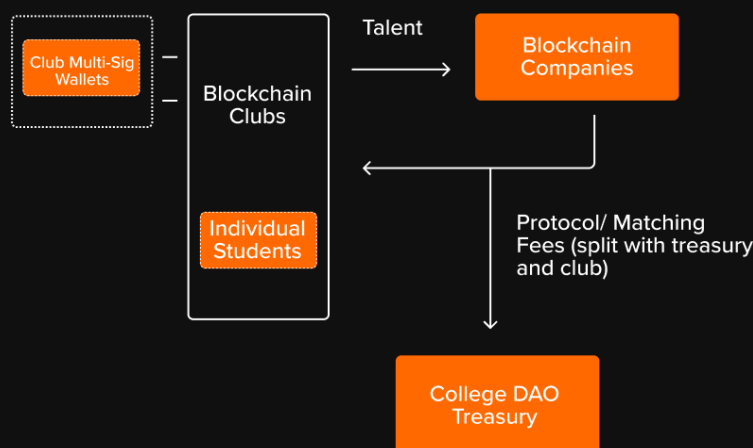 Club Multi-Sig
Wallets
Blockchain
Clubs
Individual
Students
Talent
Blockchain
Companies
Protocol/ Matching
Fees (split with treasury
and club)
College DAO
Treasury